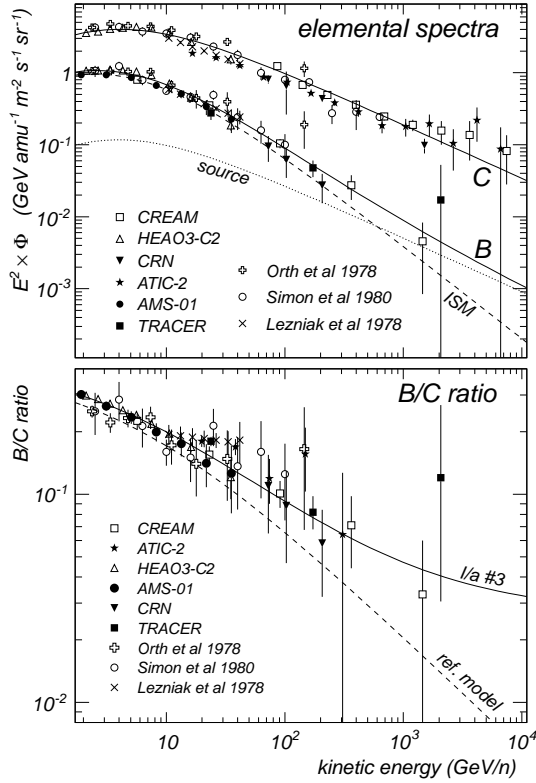 elemental spectra
E² × Φ (GeV amu⁻¹ m⁻² s⁻¹ sr⁻¹)
10
1
10⁻¹
10⁻²
10⁻³
source
C
B
ISM
CREAM
HEAO3-C2
CRN
ATIC-2
AMS-01
TRACER
Orth et al 1978
Simon et al 1980
Lezniak et al 1978
B/C ratio
B/C ratio
10⁻¹
10⁻²
I/a #3
ref. model
CREAM
ATIC-2
HEAO3-C2
AMS-01
CRN
TRACER
Orth et al 1978
Simon et al 1980
Lezniak et al 1978
10 10² 10³ 10⁴
kinetic energy (GeV/n)